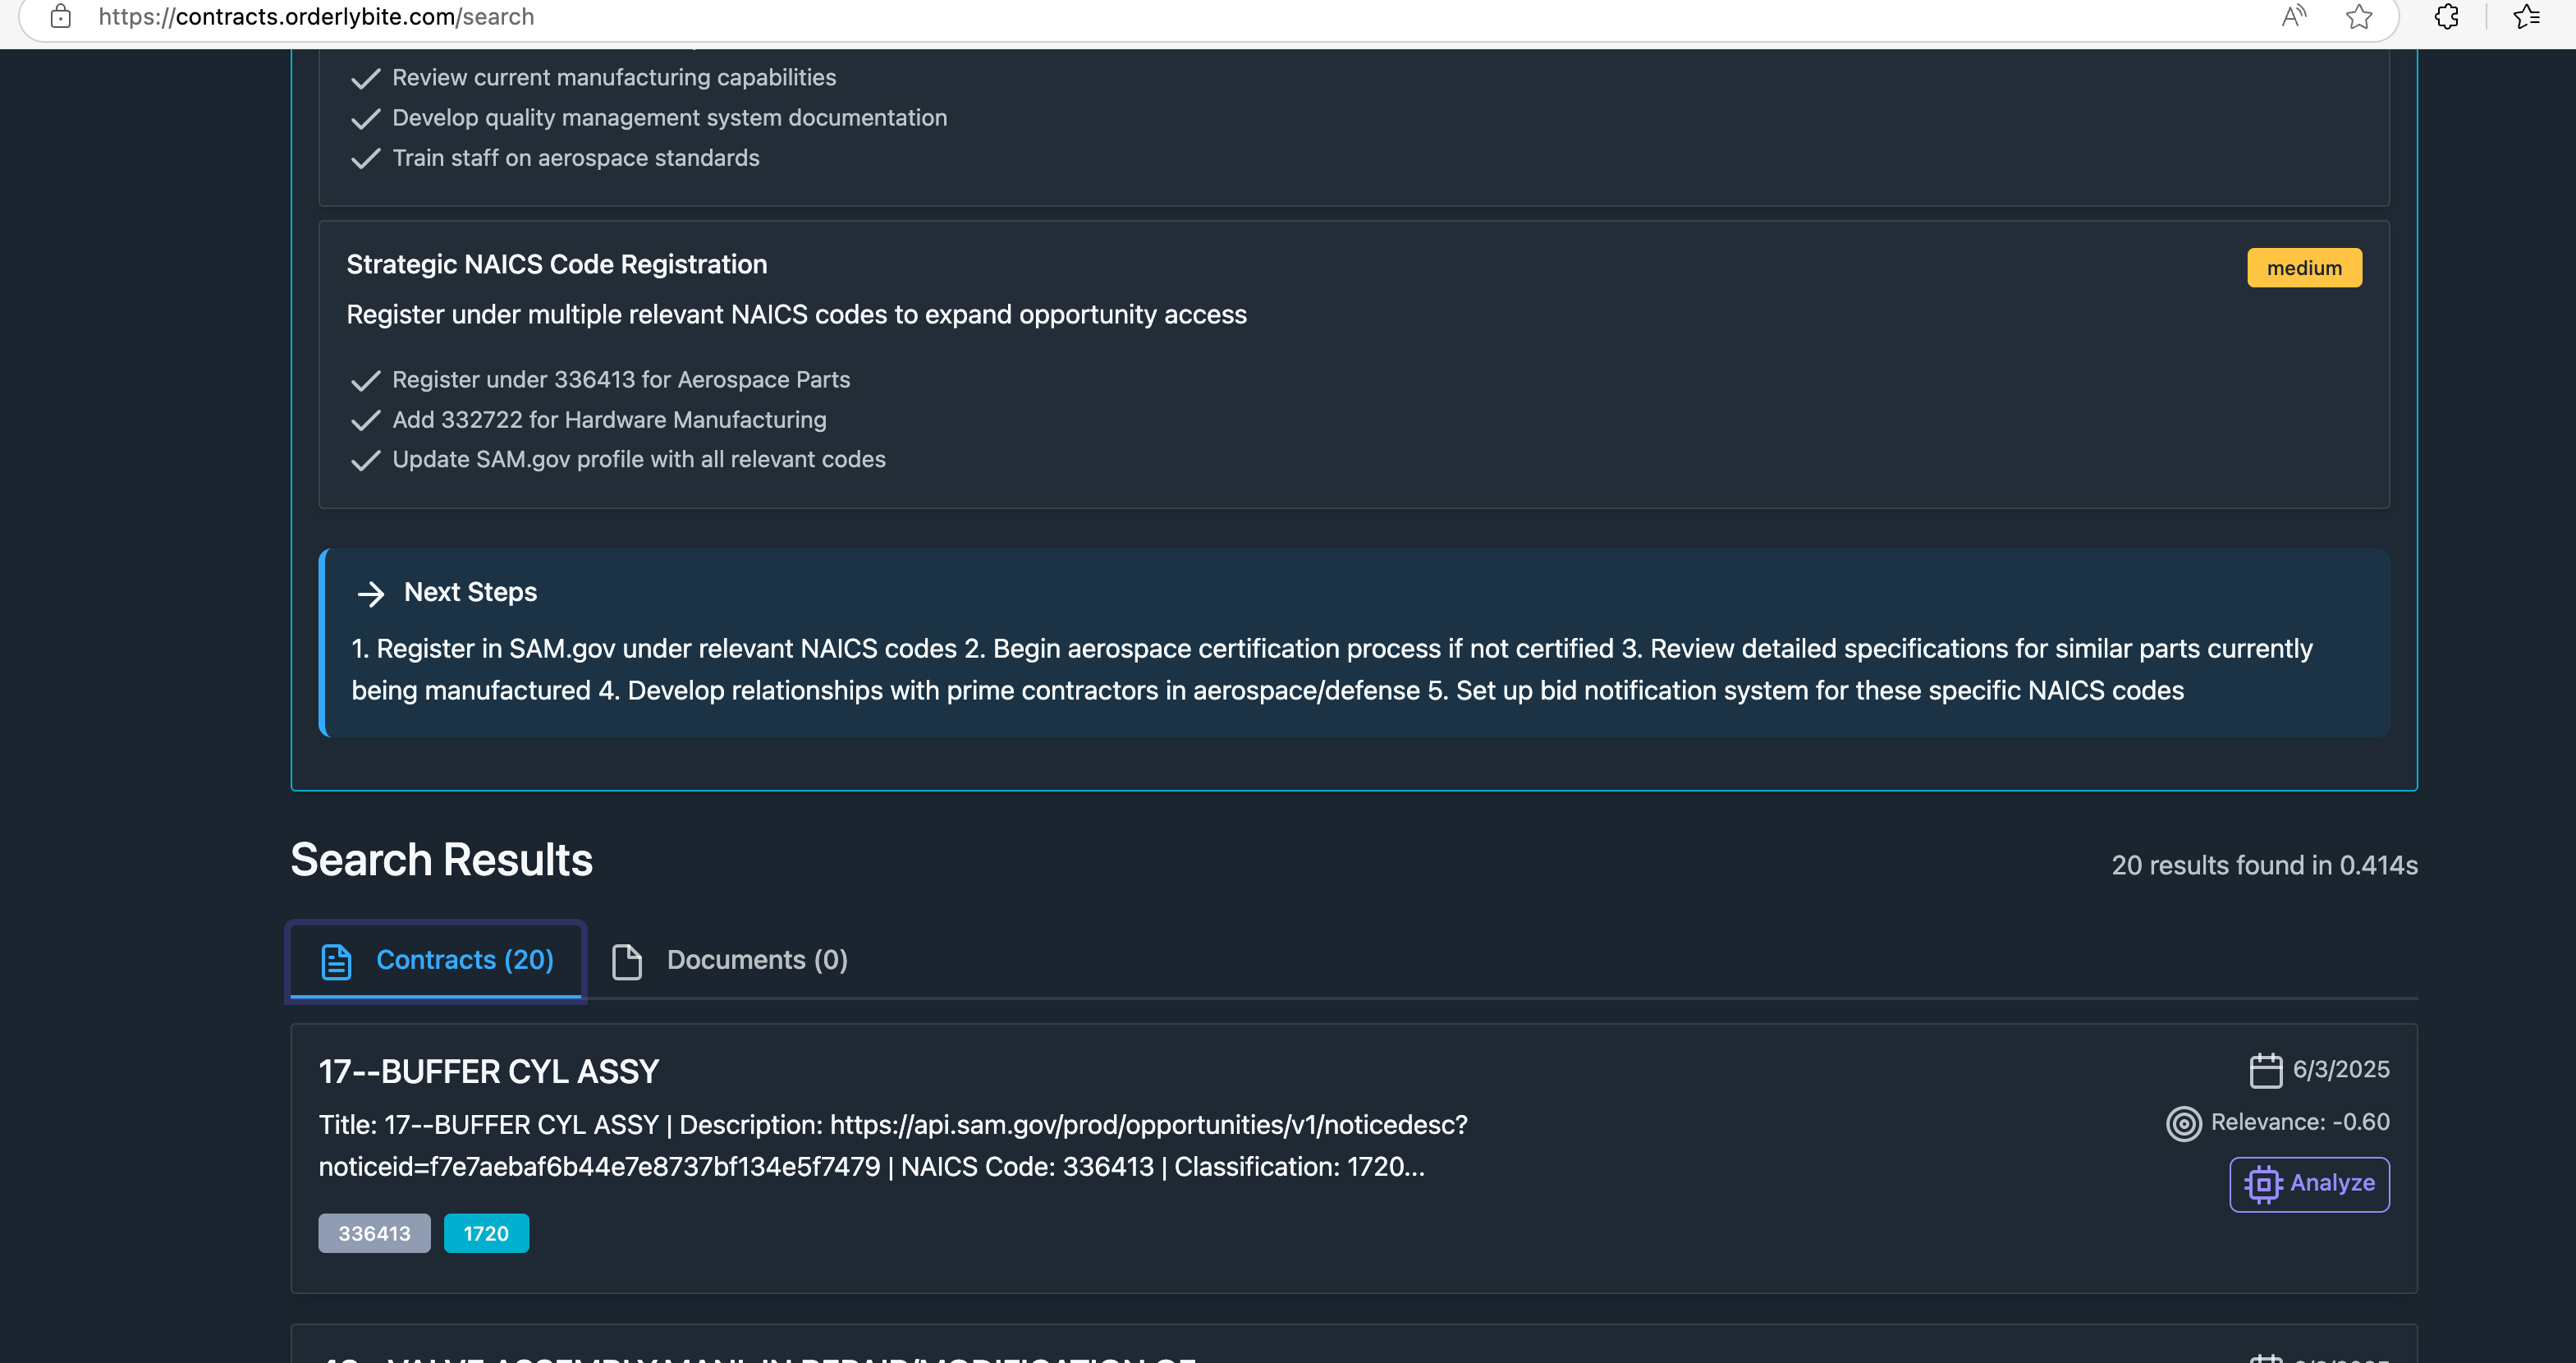 https://contracts.orderlybite.com/search
Review current manufacturing capabilities
Develop quality management system documentation
Train staff on aerospace standards
Strategic NAICS Code Registration
medium
Register under multiple relevant NAICS codes to expand opportunity access
Register under 336413 for Aerospace Parts
Add 332722 for Hardware Manufacturing
Update SAM.gov profile with all relevant codes
Next Steps
1. Register in SAM.gov under relevant NAICS codes 2. Begin aerospace certification process if not certified 3. Review detailed specifications for similar parts currently
being manufactured 4. Develop relationships with prime contractors in aerospace/defense 5. Set up bid notification system for these specific NAICS codes
Search Results
20 results found in 0.414s
Contracts (20)
Documents (0)
17--BUFFER CYL ASSY
6/3/2025
Title: 17--BUFFER CYL ASSY | Description: https://api.sam.gov/prod/opportunities/v1/noticedesc?
Relevance: -0.60
noticeid=f7e7aebaf6b44e7e8737bf134e5f7479 | NAICS Code: 336413 | Classification: 1720...
Analyze
336413
1720